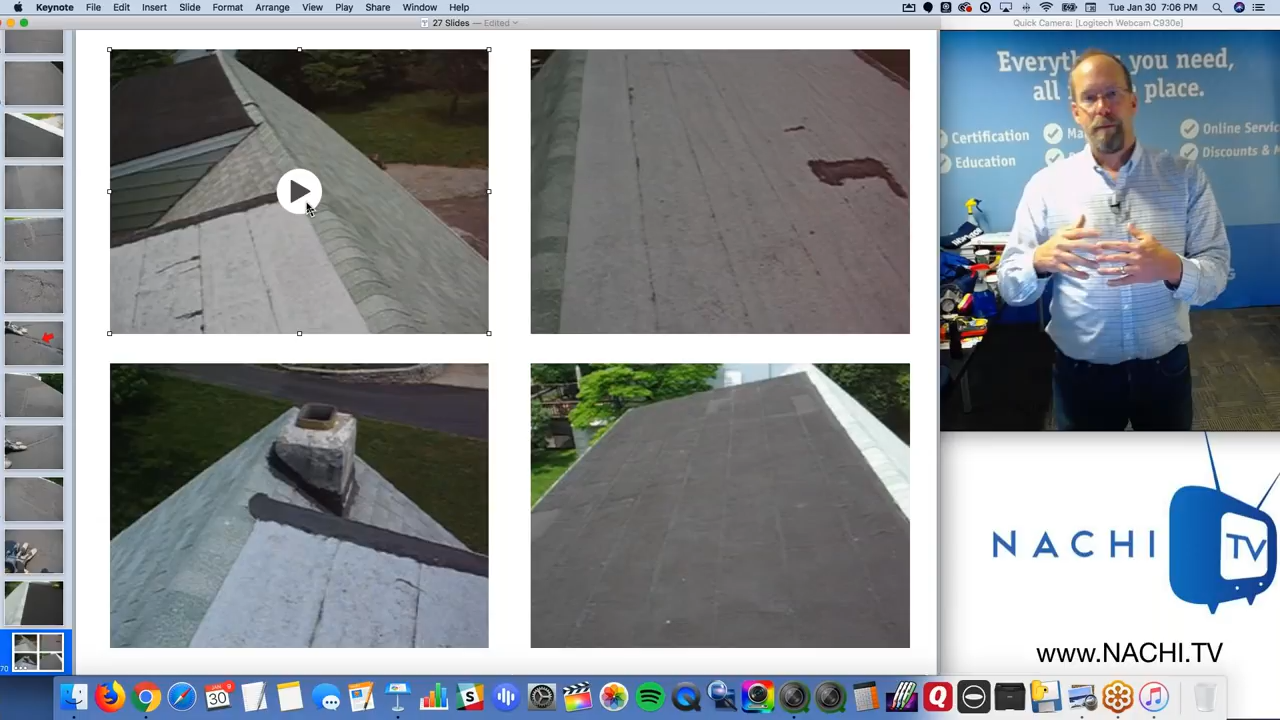 Keynote File Edit Insert Slide Format Arrange View Play Share Window Help
Tue Jan 30 7:06 PM
27 Slides — Edited
Quick Camera: [Logitech Webcam C930e]
Everything you need,
all place.
Certification Online
Education Discounts &
NACHI TV
www.NACHI.TV
70